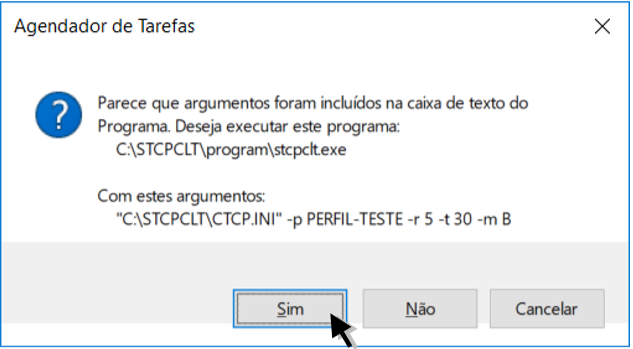 Agendador de Tarefas
Parece que argumentos foram incluídos na caixa de texto do
Programa. Deseja executar este programa:
C:\STCPCLT\program\stcpclt.exe
Com estes argumentos:
"C:\STCPCLT\CTCP.INI" -p PERFIL-TESTE -r 5 -t 30 -m B
Sim
Não
Cancelar